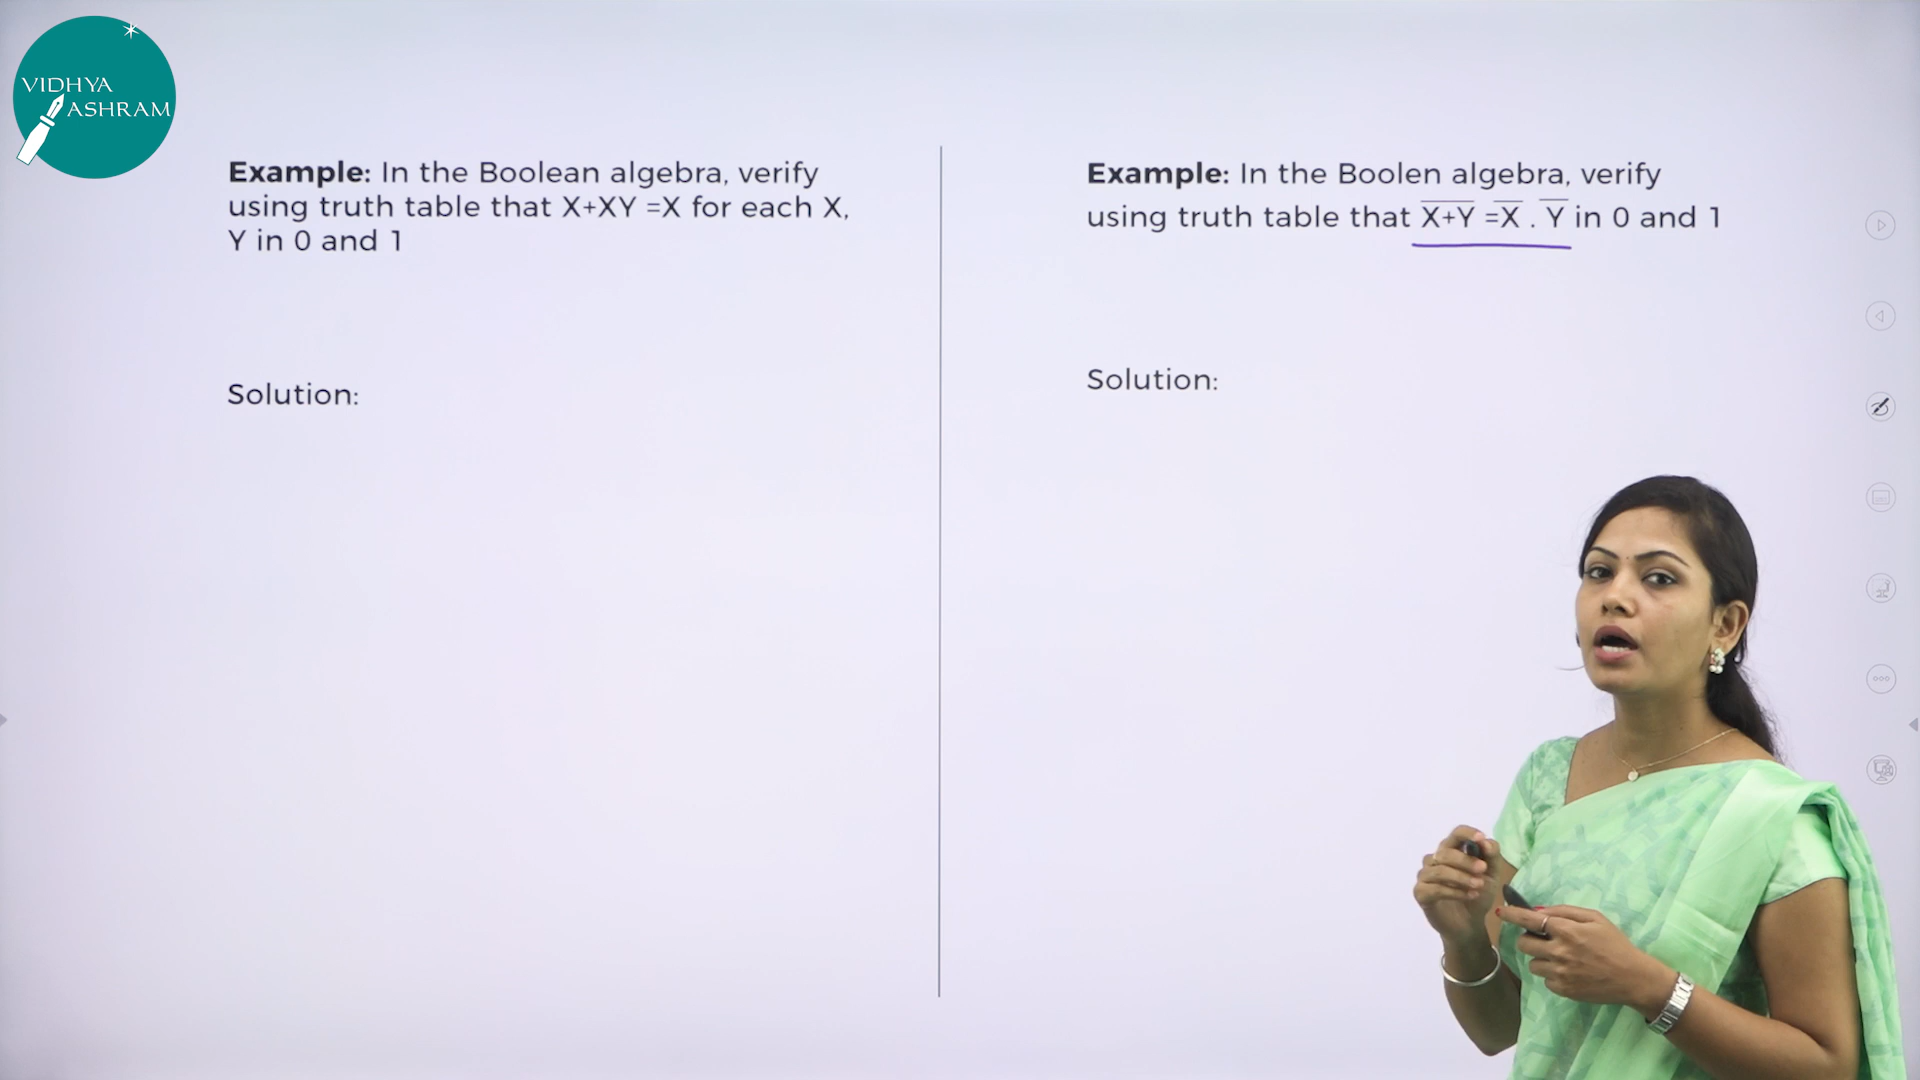 VIDHYA
ASHRAM
Example: In the Boolean algebra, verify
using truth table that X+XY =X for each X,
Y in 0 and 1
Solution:
Example: In the Boolen algebra, verify
using truth table that X̅+̅Y̅ =X̅ . Y̅ in 0 and 1
Solution: